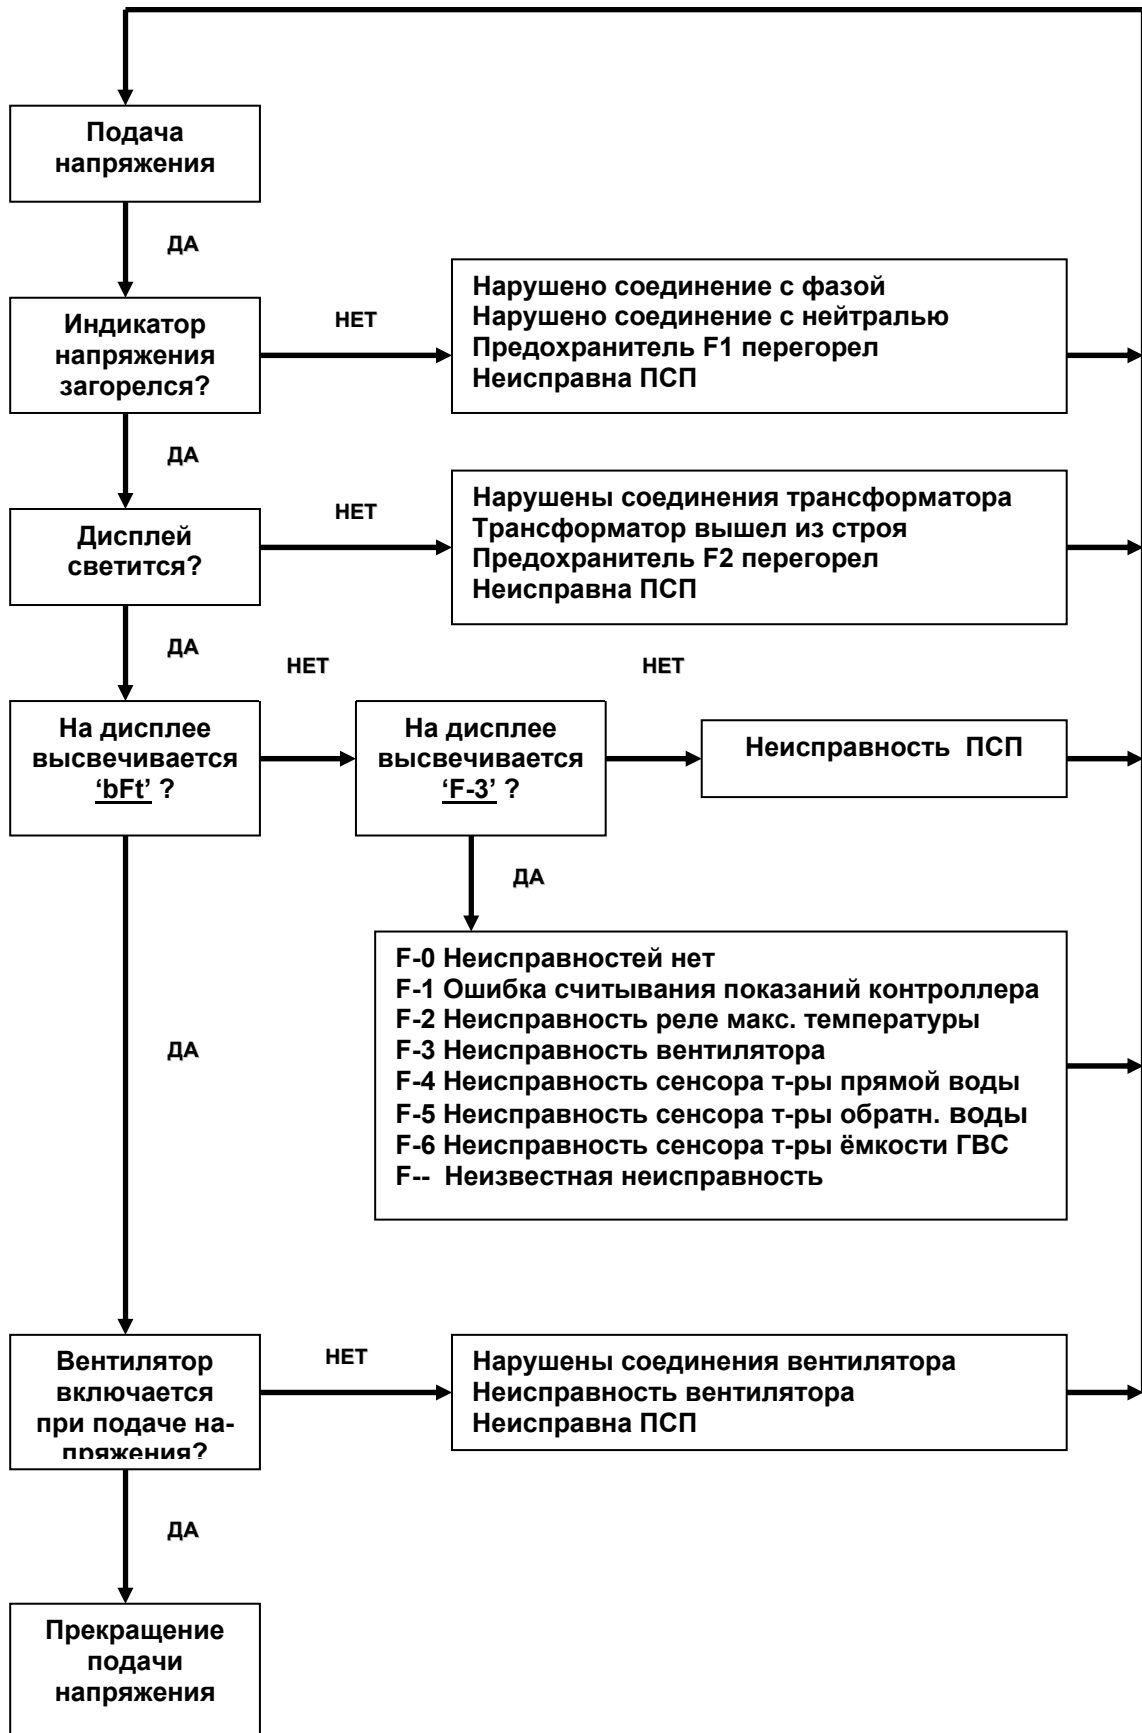 Подача
напряжения
ДА
Индикатор
напряжения
загорелся?
НЕТ
Нарушено соединение с фазой
Нарушено соединение с нейтралью
Предохранитель F1 перегорел
Неисправна ПСП
ДА
Дисплей
светится?
НЕТ
Нарушены соединения трансформатора
Трансформатор вышел из строя
Предохранитель F2 перегорел
Неисправна ПСП
ДА
НЕТ
НЕТ
На дисплее
высвечивается
‘bFt’ ?
На дисплее
высвечивается
‘F-3’ ?
Неисправность ПСП
ДА
F-0 Неисправностей нет
F-1 Ошибка считывания показаний контроллера
F-2 Неисправность реле макс. температуры
F-3 Неисправность вентилятора
F-4 Неисправность сенсора т-ры прямой воды
F-5 Неисправность сенсора т-ры обратн. воды
F-6 Неисправность сенсора т-ры ёмкости ГВС
F-- Неизвестная неисправность
ДА
Вентилятор
включается
при подаче на-
пряжения?
НЕТ
Нарушены соединения вентилятора
Неисправность вентилятора
Неисправна ПСП
ДА
Прекращение
подачи
напряжения